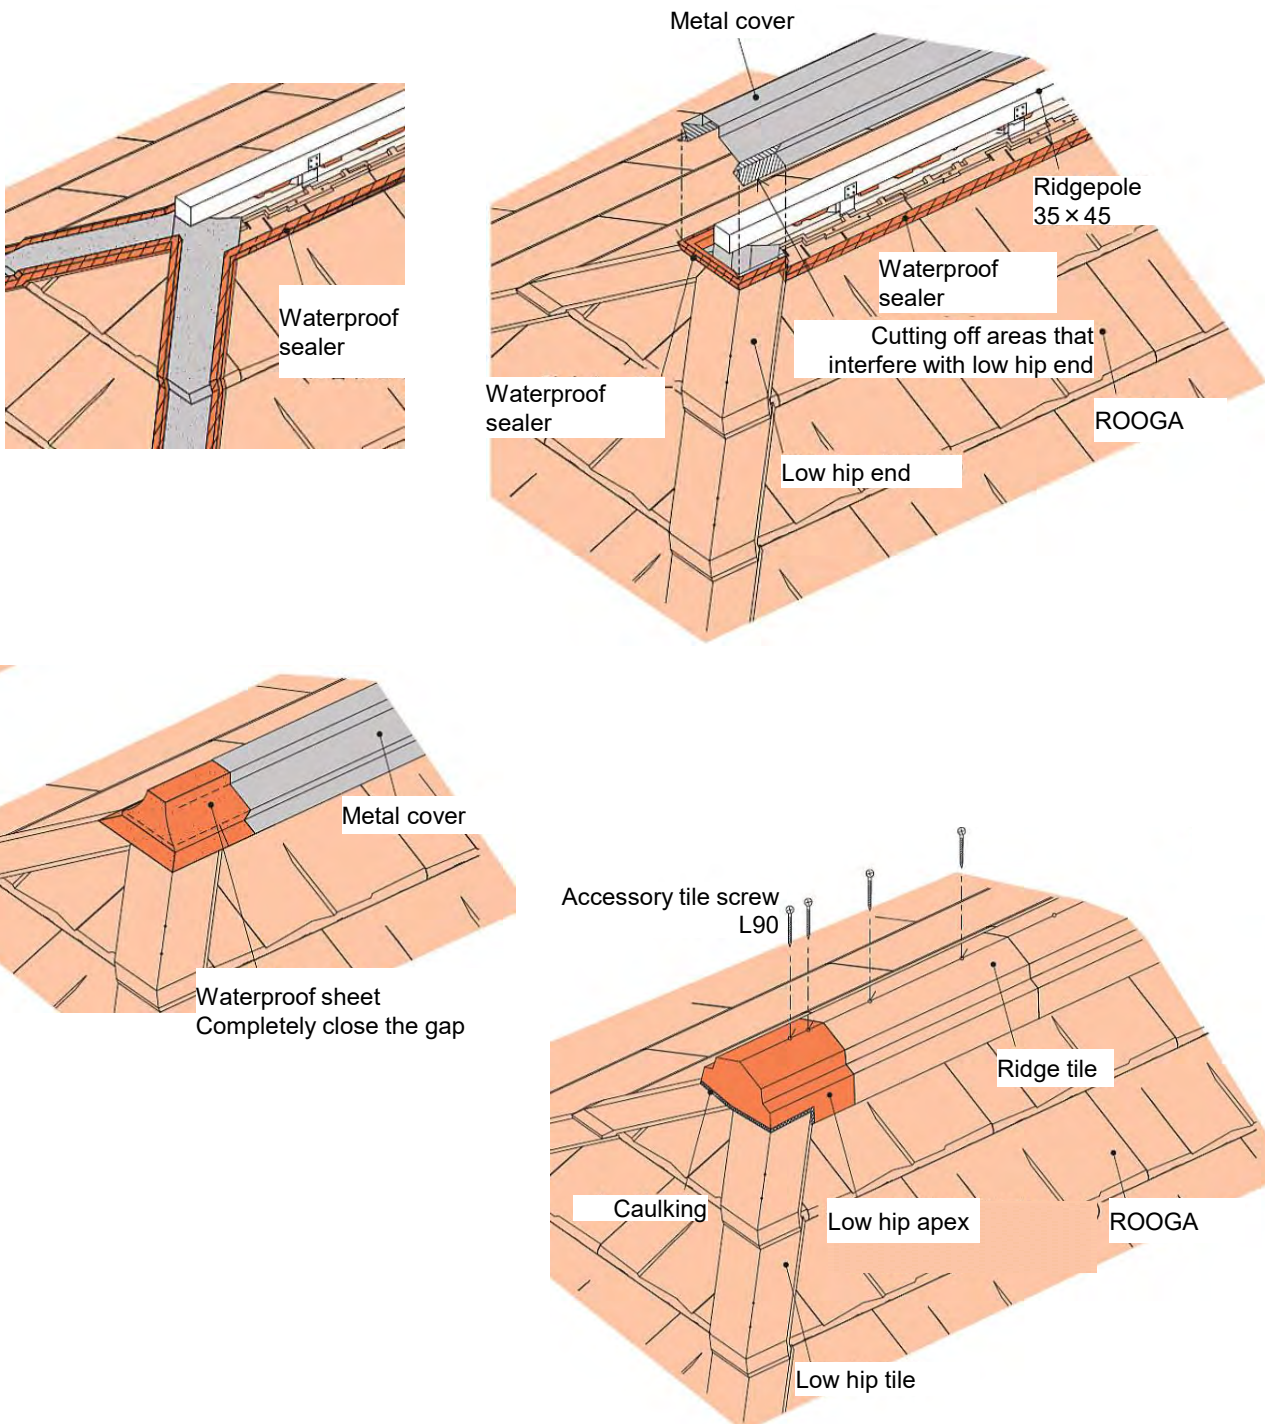 Metal cover
Waterproof
sealer
Ridgepole
35×45
Waterproof
sealer
Cutting off areas that
interfere with low hip end
Waterproof
sealer
ROOGA
Low hip end
Metal cover
Waterproof sheet
Completely close the gap
Accessory tile screw
L90
Ridge tile
Caulking
Low hip apex
)
ROOGA
Low hip tile